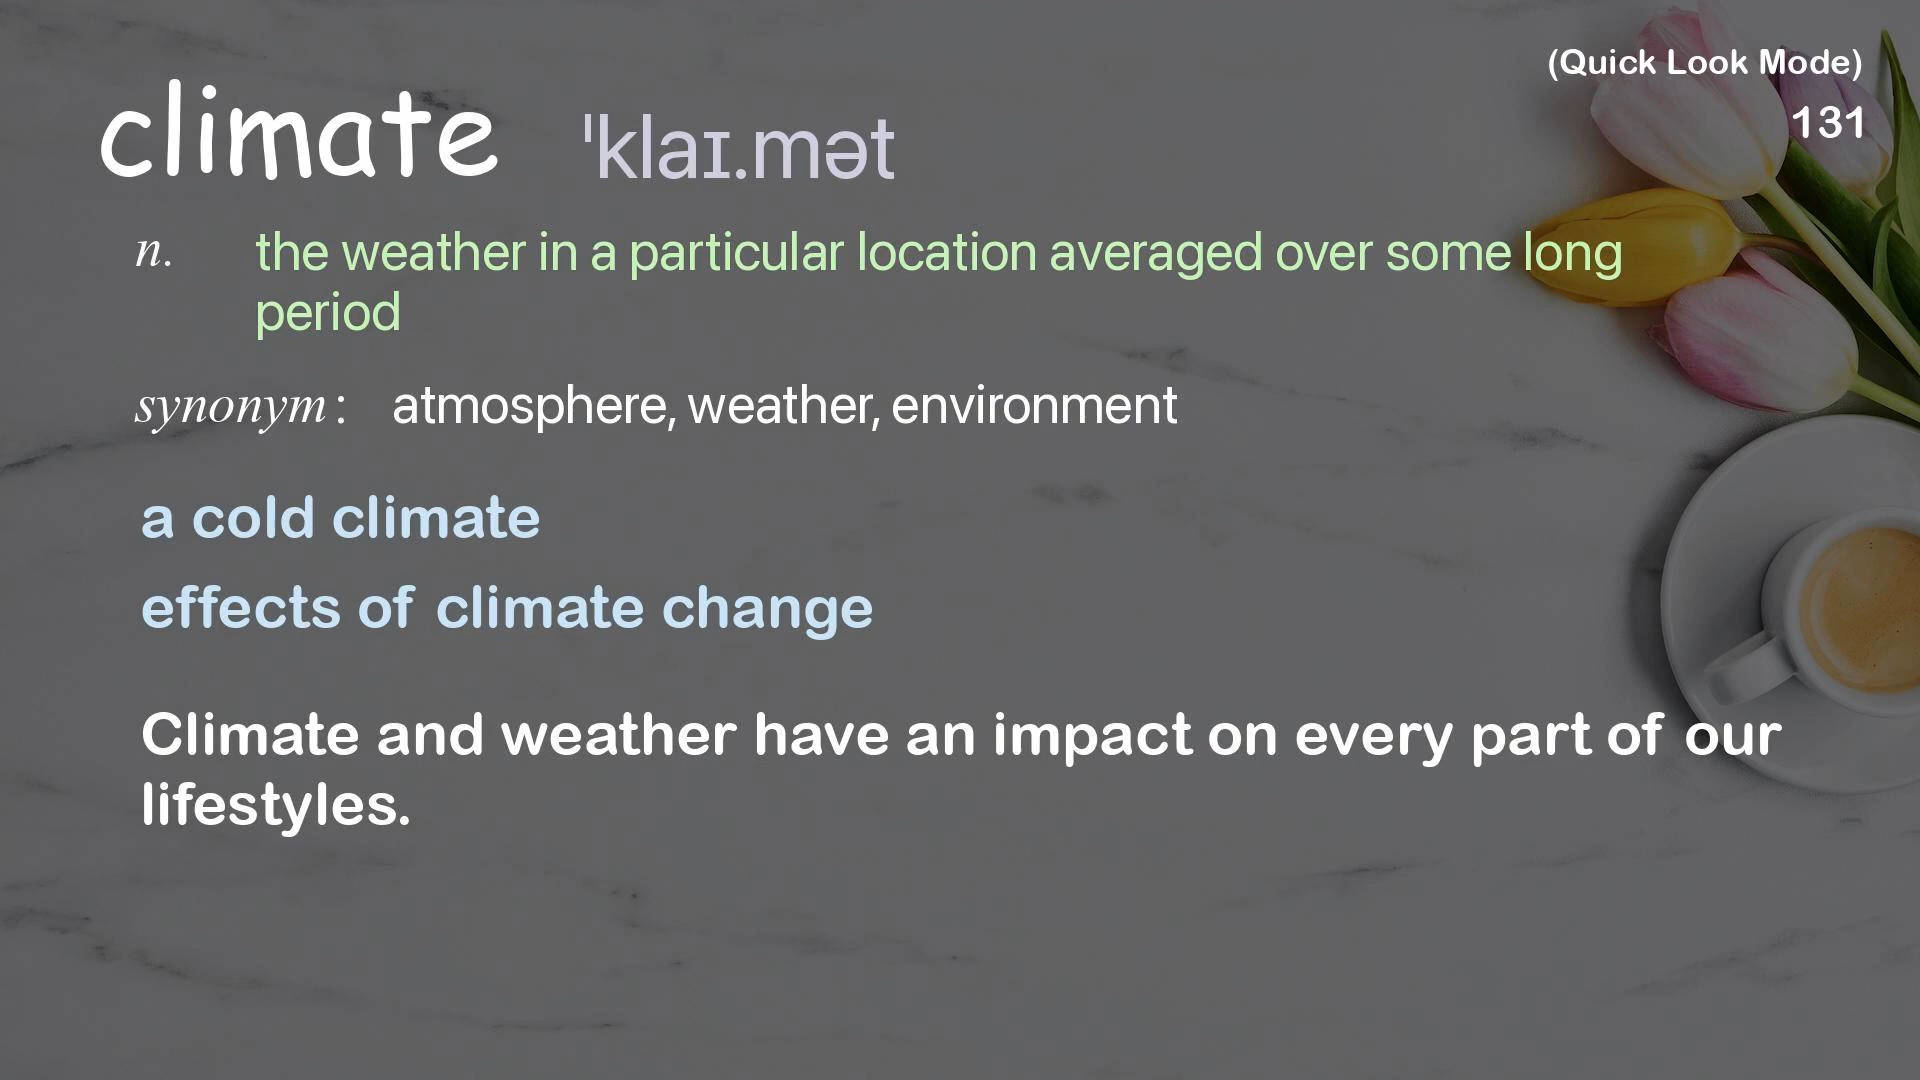 (Quick Look Mode)
131
climate ˈklaɪ.mət
n. the weather in a particular location averaged over some long
period
synonym: atmosphere, weather, environment
a cold climate
effects of climate change
Climate and weather have an impact on every part of our
lifestyles.